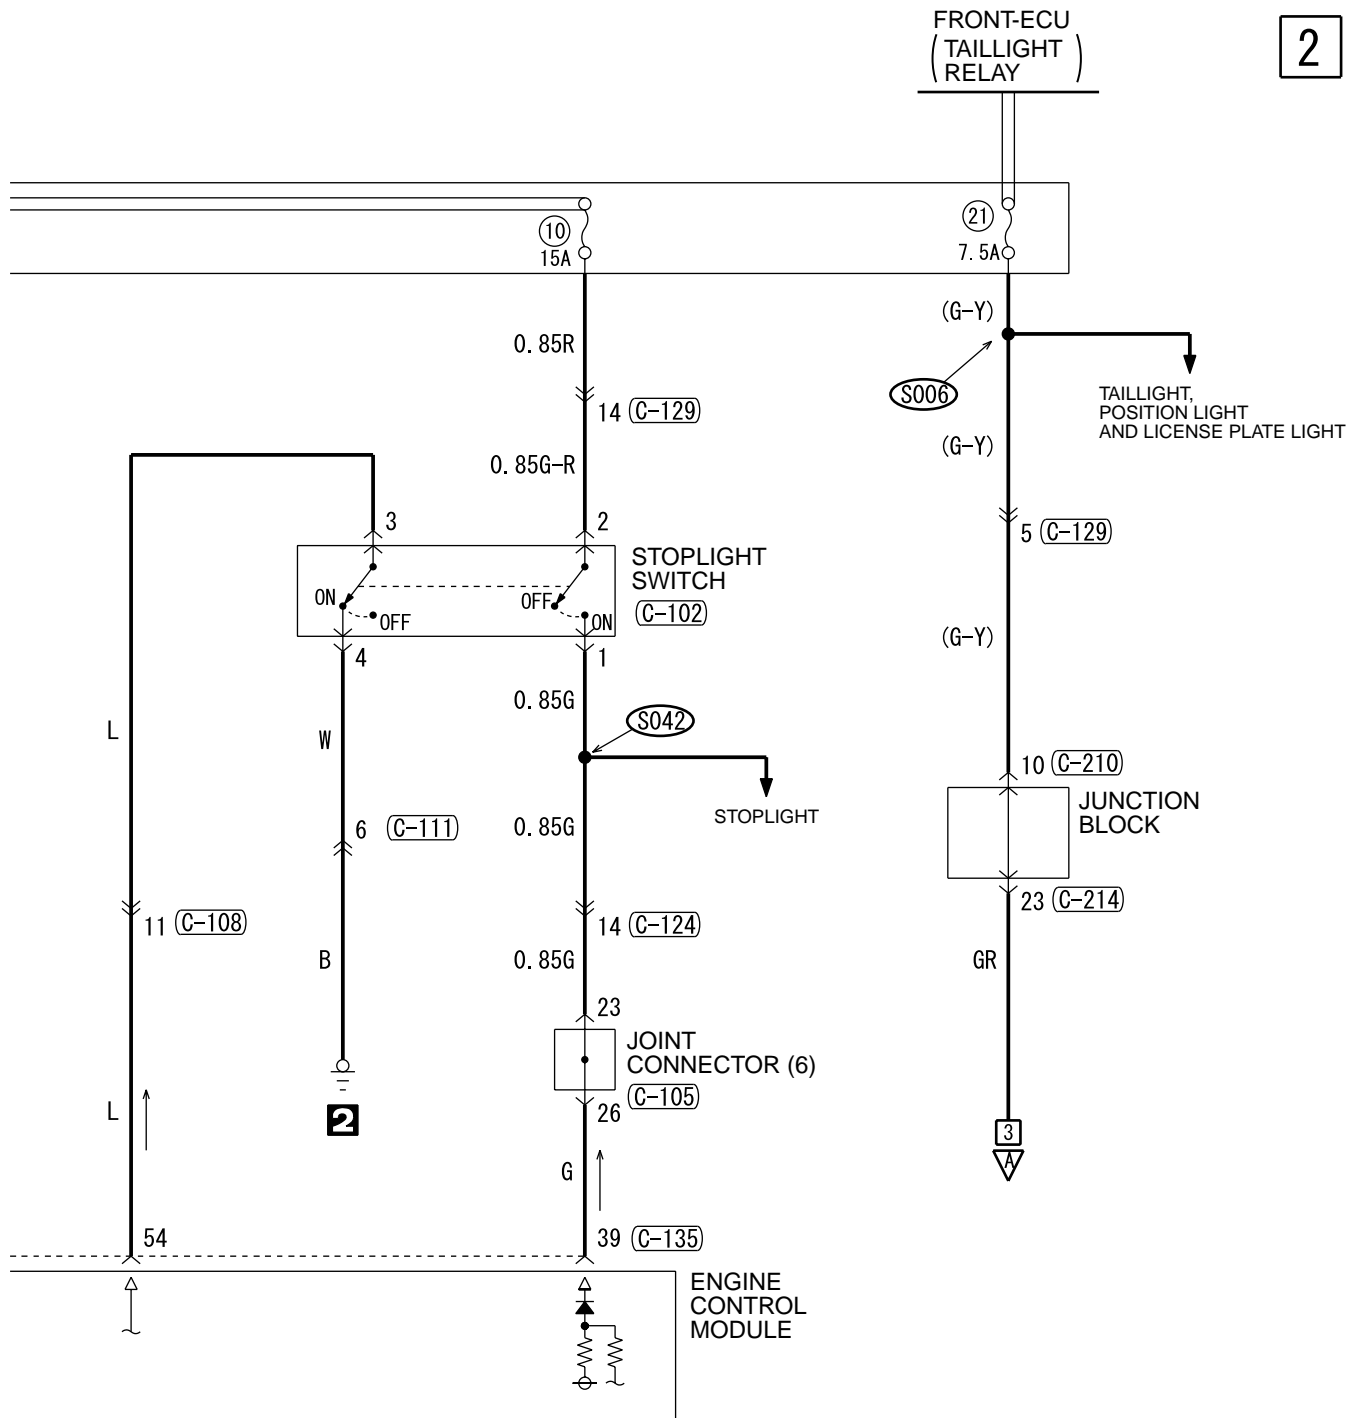 FRONT-ECU
( TAILLIGHT
RELAY )
2
10
15A
21
7.5A
(G-Y)
0.85R
S006
TAILLIGHT,
POSITION LIGHT
AND LICENSE PLATE LIGHT
14 (C-129)
(G-Y)
0.85G-R
3
2
5 (C-129)
STOPLIGHT
SWITCH
(C-102)
ON
OFF
OFF
ON
(G-Y)
4
1
0.85G
S042
L
W
STOPLIGHT
10 (C-210)
JUNCTION
BLOCK
6 (C-111)
0.85G
23 (C-214)
11 (C-108)
14 (C-124)
B
0.85G
GR
23
JOINT
CONNECTOR (6)
(C-105)
26
L
2
3
A
G
54
39 (C-135)
ENGINE
CONTROL
MODULE